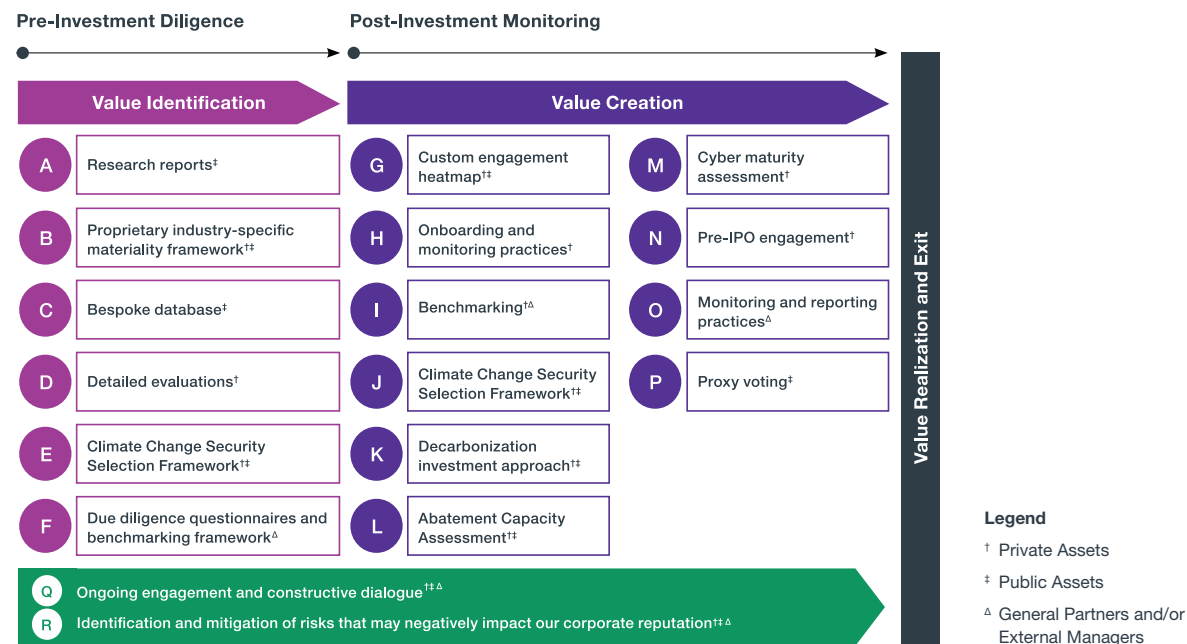 Pre-Investment Diligence
Post-Investment Monitoring
Value Identification
Value Creation
A
Research reports‡
B
Proprietary industry-specific
materiality framework†‡
C
Bespoke database‡
D
Detailed evaluations†
E
Climate Change Security
Selection Framework†‡
F
Due diligence questionnaires and
benchmarking framework∆
G
Custom engagement
heatmap†‡
H
Onboarding and
monitoring practices†
I
Benchmarking†∆
J
Climate Change Security
Selection Framework†‡
K
Decarbonization
investment approach†‡
L
Abatement Capacity
Assessment†‡
M
Cyber maturity
assessment†
N
Pre-IPO engagement†
O
Monitoring and reporting
practices∆
P
Proxy voting‡
Q
Ongoing engagement and constructive dialogue†‡ ∆
R
Identification and mitigation of risks that may negatively impact our corporate reputation†‡ ∆
Value Realization and Exit
Legend
† Private Assets
‡ Public Assets
∆ General Partners and/or
External Managers